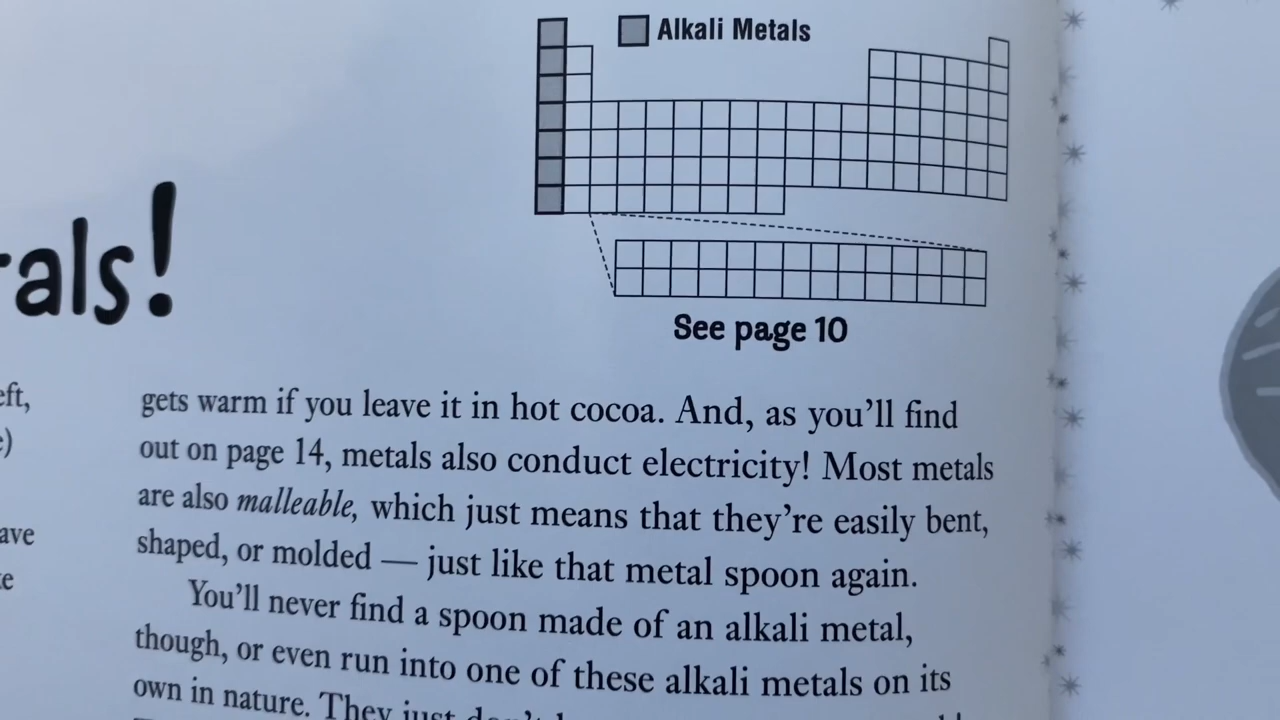 Alkali Metals
rals!
See page 10
eft,
e)
ave
gets warm if you leave it in hot cocoa. And, as you'll find
out on page 14, metals also conduct electricity! Most metals
are also malleable, which just means that they're easily bent,
shaped, or molded — just like that metal spoon again.
You'll never find a spoon made of an alkali metal,
though, or even run into one of these alkali metals on its
own in nature. They just don't